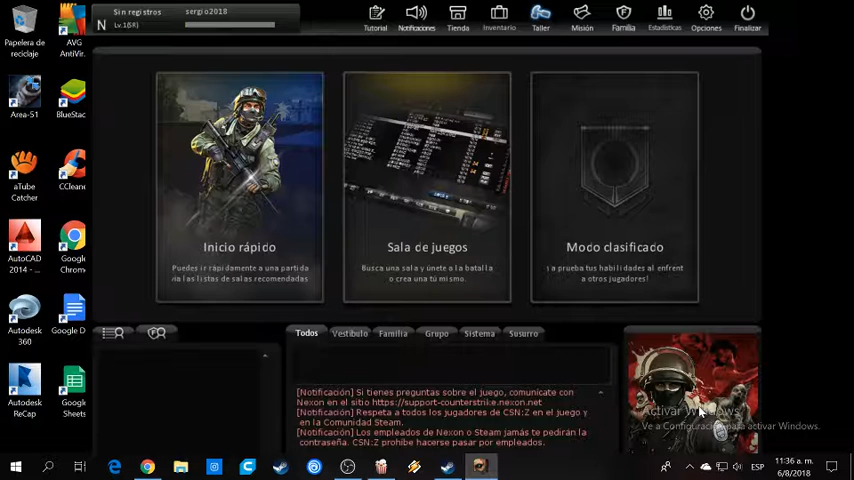 Sin registros
sergio2018
N
Lv.1(SR)
Tutorial
Notificaciones
Tienda
Inventario
Taller
Misión
Familia
Estadísticas
Opciones
Finalizar
Papelera de
reciclaje
AVG
AntiVir...
Area-51
BlueStac
aTube
Catcher
CCleane
AutoCAD
2014 - ...
Google
Chrom
Autodesk
360
Google D
Autodesk
ReCap
Google
Sheets
Inicio rápido
Puedes ir rápidamente a una partida
vía las listas de salas recomendadas
Sala de juegos
Busca una sala y únete a la batalla
o crea una tú mismo.
Modo clasificado
a prueba tus habilidades al enfrent
a otros jugadores!
Todos
Vestíbulo
Familia
Grupo
Sistema
Susurro
[Notificación] Si tienes preguntas sobre el juego, comunícate con
Nexon en el sitio https://support-counterstrike.nexon.net
[Notificación] Respeta a todos los jugadores de CSN:Z en el juego y
en la Comunidad Steam.
[Notificación] Los empleados de Nexon o Steam jamás te pedirán la
contraseña. CSN:Z prohíbe hacerse pasar por empleados.
Activar Windows
Ve a Configuración para activar Windows.
ESP
11:36 a. m.
6/8/2018